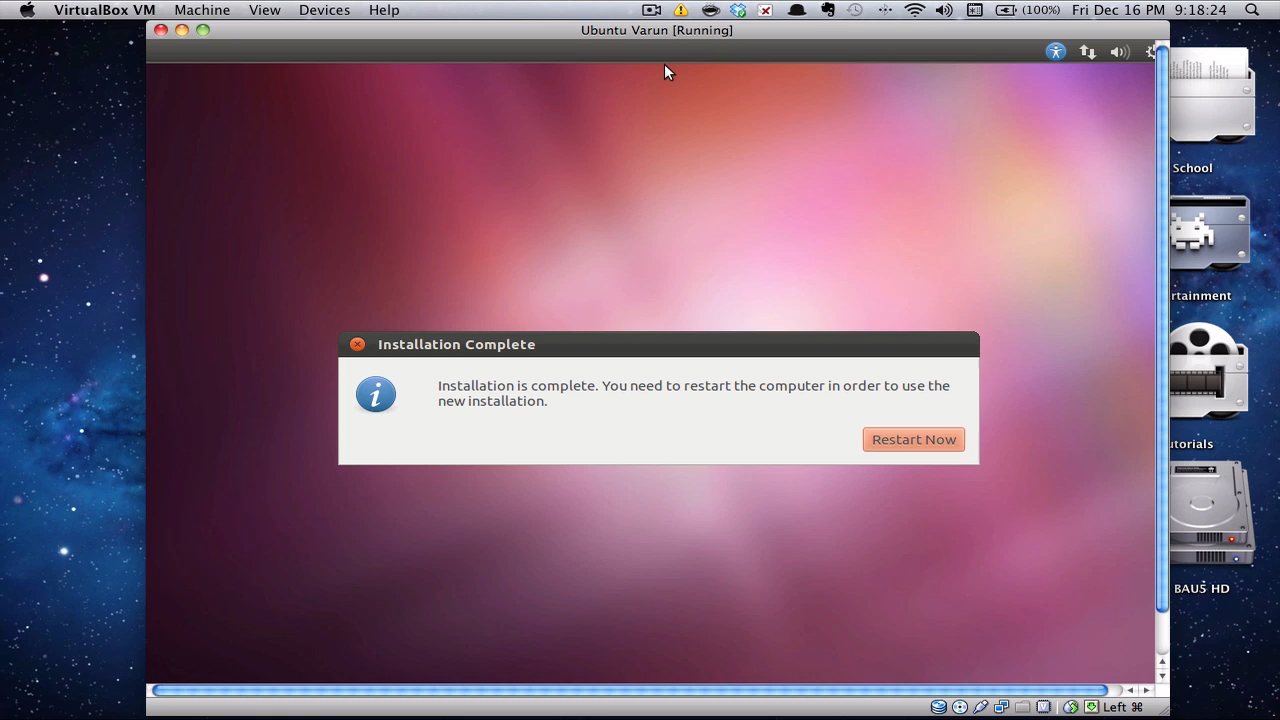 VirtualBox VM Machine View Devices Help (100%) Fri Dec 16 PM 9:18:24
Ubuntu Varun [Running]
School
rtainment
utorials
BAU5 HD
Installation Complete
Installation is complete. You need to restart the computer in order to use the
new installation.
Restart Now
Left ⌘